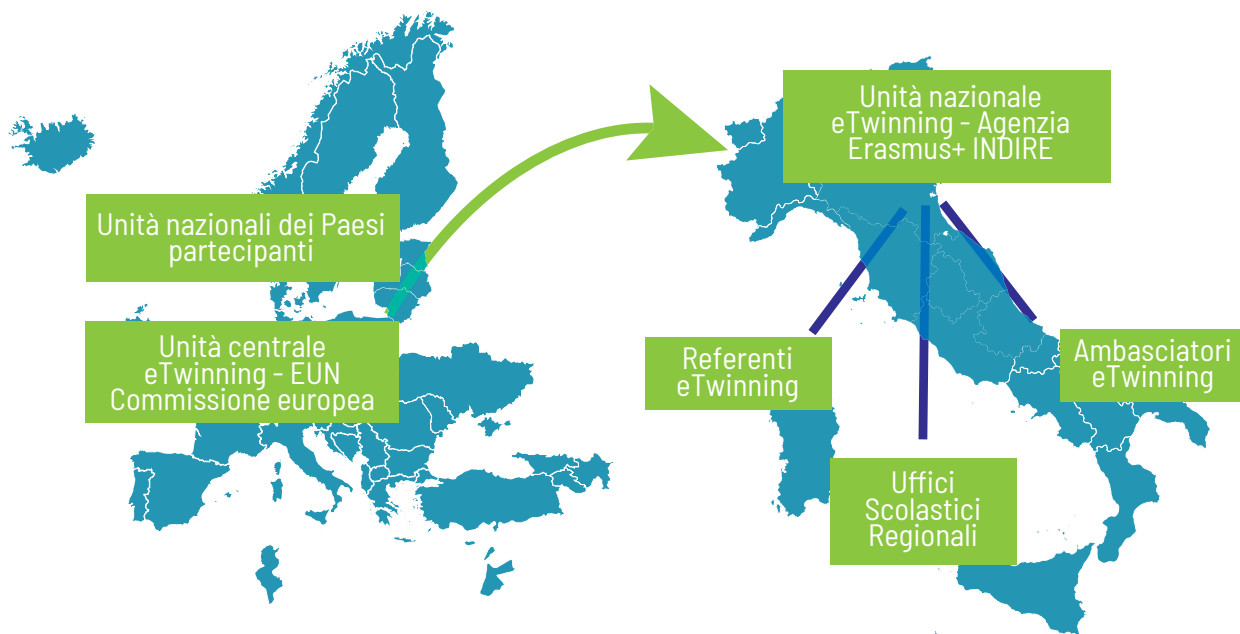 Unità nazionali dei Paesi
partecipanti
Unità centrale
eTwinning - EUN
Commissione europea
Unità nazionale
eTwinning - Agenzia
Erasmus+ INDIRE
Referenti
eTwinning
Uffici
Scolastici
Regionali
Ambasciatori
eTwinning